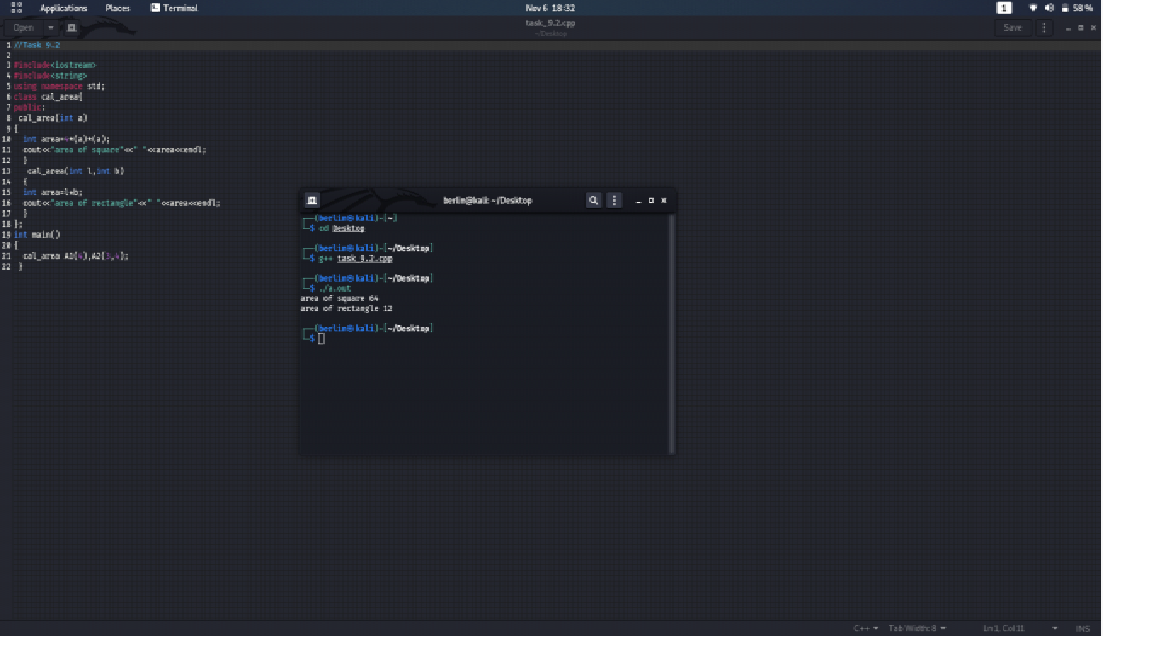 Applications Places Terminal Nov 6 18:32 1 58%
Open task_9.2.cpp Save
~/Desktop
1 //Task 9.2
2
3 #include<iostream>
4 #include<string>
5 using namespace std;
6 class cal_area{
7 public:
8 cal_area(int a)
9 {
10 int area=4*(a)*(a);
11 cout<<"area of square"<<" "<<area<<endl;
12 }
13 cal_area(int l,int b)
14 {
15 int area=l*b;
16 cout<<"area of rectangle"<<" "<<area<<endl;
17 }
18 };
19 int main()
20 {
21 cal_area A1(4),A2(3,4);
22 }
berlin@kali: ~/Desktop
(berlin㉿kali)-[~]
$ cd Desktop
(berlin㉿kali)-[~/Desktop]
$ g++ task_9.2.cpp
(berlin㉿kali)-[~/Desktop]
$ ./a.out
area of square 64
area of rectangle 12
(berlin㉿kali)-[~/Desktop]
$
C++ Tab Width: 8 Ln 1, Col 11 INS